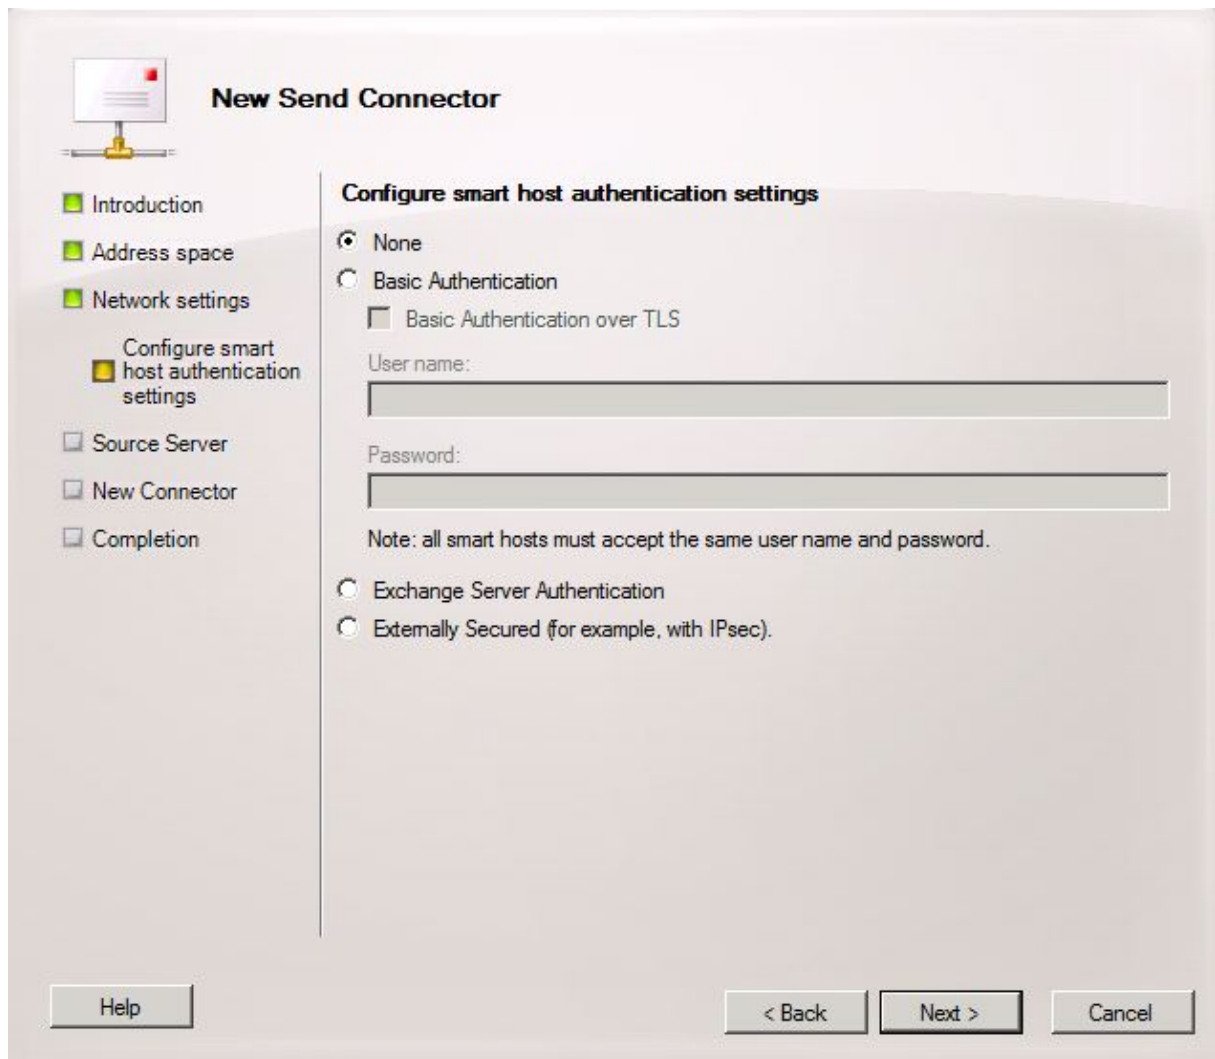 New Send Connector
Introduction
Address space
Network settings
Configure smart
host authentication
settings
Source Server
New Connector
Completion
Configure smart host authentication settings
None
Basic Authentication
Basic Authentication over TLS
User name:
Password:
Note: all smart hosts must accept the same user name and password.
Exchange Server Authentication
Externally Secured (for example, with IPsec).
Help
< Back
Next >
Cancel